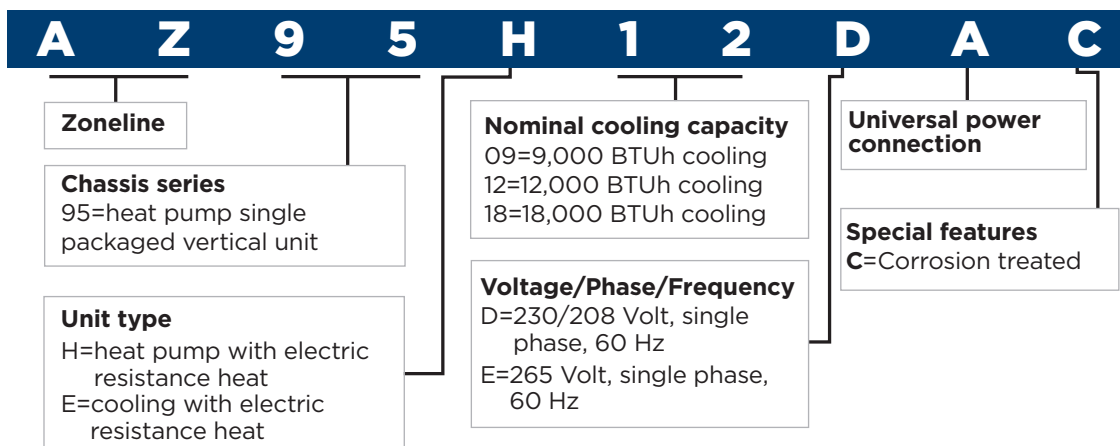 A Z 9 5 H 1 2 D A C
Zoneline
Chassis series
95=heat pump single
packaged vertical unit
Unit type
H=heat pump with electric
resistance heat
E=cooling with electric
resistance heat
Nominal cooling capacity
09=9,000 BTUh cooling
12=12,000 BTUh cooling
18=18,000 BTUh cooling
Voltage/Phase/Frequency
D=230/208 Volt, single
phase, 60 Hz
E=265 Volt, single phase,
60 Hz
Universal power
connection
Special features
C=Corrosion treated